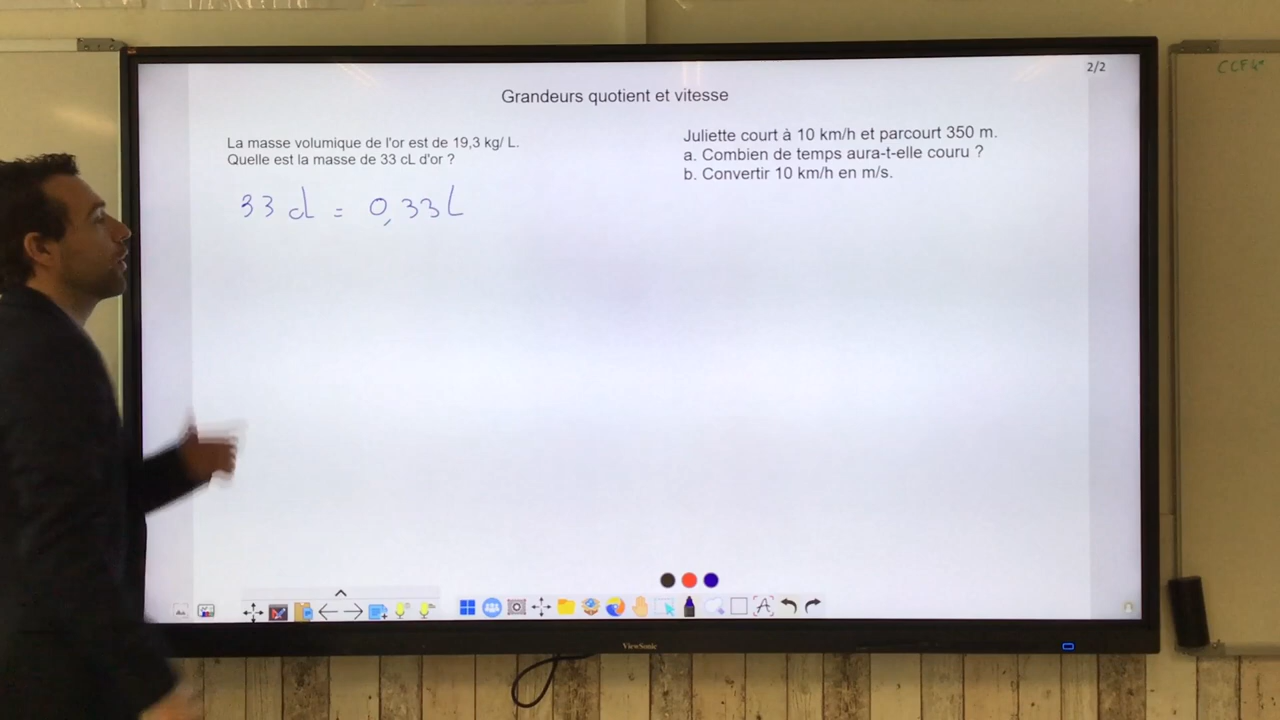 2/2
Grandeurs quotient et vitesse
La masse volumique de l'or est de 19,3 kg/ L.
Quelle est la masse de 33 cL d'or ?
33 cl = 0,33L
Juliette court à 10 km/h et parcourt 350 m.
a. Combien de temps aura-t-elle couru ?
b. Convertir 10 km/h en m/s.
ViewSonic